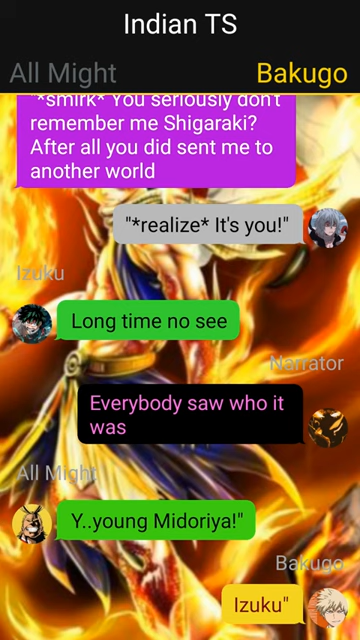 Indian TS
All Might
Bakugo
"*smirk* You seriously don't
remember me Shigaraki?
After all you did sent me to
another world
"*realize* It's you!"
Izuku
Long time no see
Narrator
Everybody saw who it
was
All Might
Y..young Midoriya!"
Bakugo
Izuku"